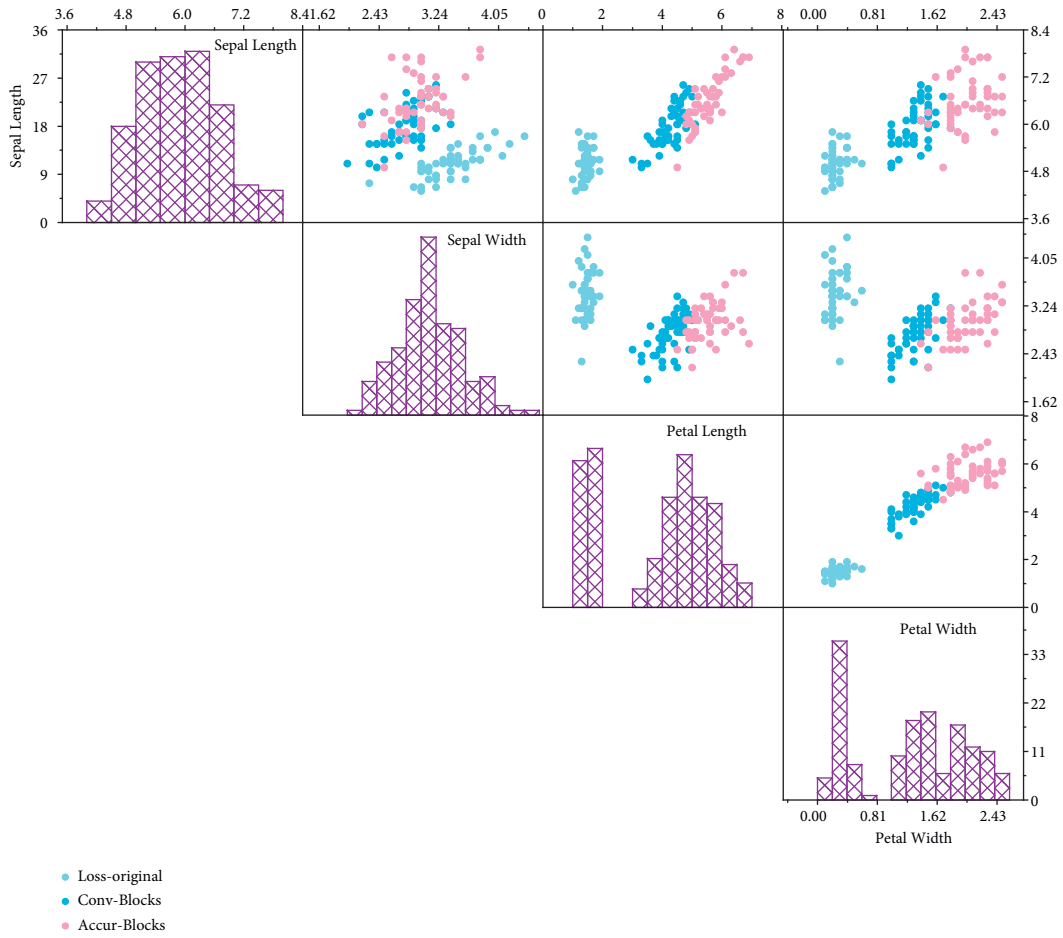 3.6 4.8 6.0 7.2 8.4 1.62 2.43 3.24 4.05 0 2 4 6 8 0.00 0.81 1.62 2.43
36 Sepal Length 8.4
27 7.2
Sepal Length
18 6.0
9 4.8
0 3.6
Sepal Width
4.05
3.24
2.43
1.62
8
Petal Length
6
4
2
0
Petal Width
33
22
11
0
0.00 0.81 1.62 2.43
Petal Width
Loss-original
Conv-Blocks
Accur-Blocks